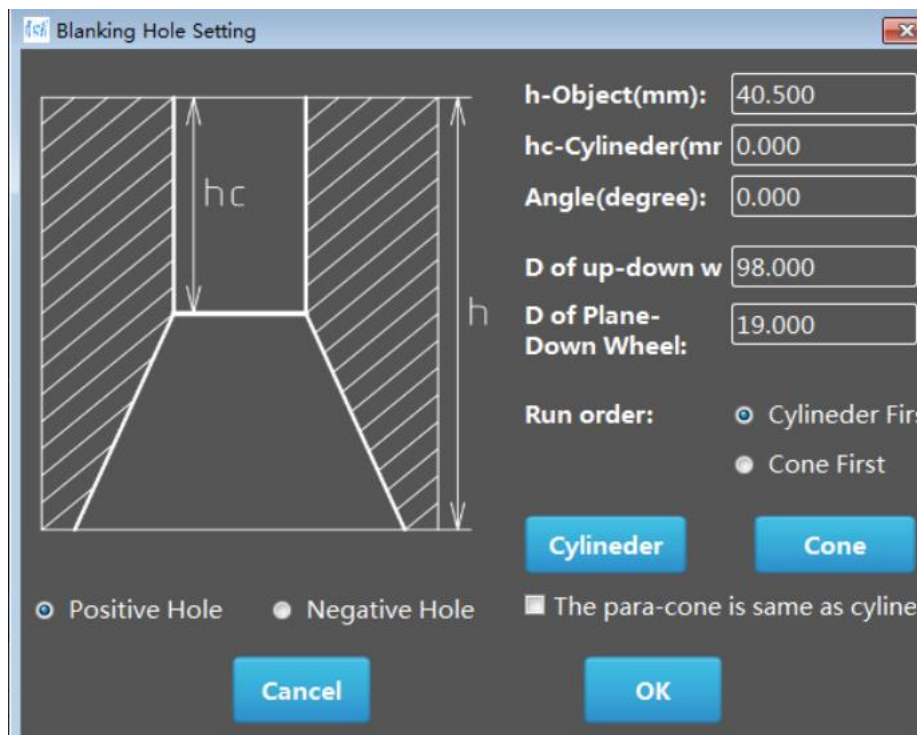 Blanking Hole Setting
h-Object(mm): 40.500
hc-Cylineder(mr 0.000
Angle(degree): 0.000
D of up-down w 98.000
D of Plane-
Down Wheel: 19.000
hc
h
Run order: Cylineder Firs
Cone First
Cylineder Cone
Positive Hole Negative Hole The para-cone is same as cyline
Cancel OK